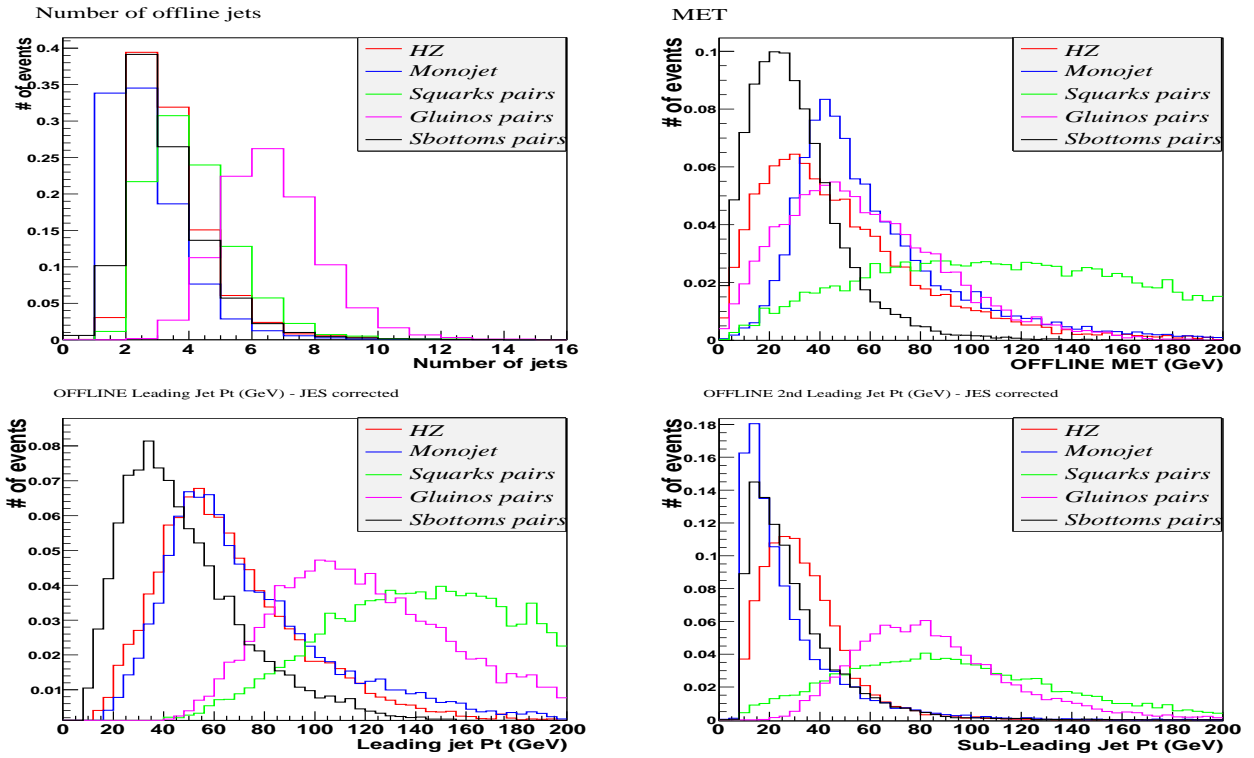 Number of offline jets
# of events
0.4
0.35
0.3
0.25
0.2
0.15
0.1
0.05
0
HZ
Monojet
Squarks pairs
Gluinos pairs
Sbottoms pairs
0 2 4 6 8 10 12 14 16
Number of jets
MET
# of events
0.1
0.08
0.06
0.04
0.02
0
HZ
Monojet
Squarks pairs
Gluinos pairs
Sbottoms pairs
0 20 40 60 80 100 120 140 160 180 200
OFFLINE MET (GeV)
OFFLINE Leading Jet Pt (GeV) - JES corrected
# of events
0.08
0.07
0.06
0.05
0.04
0.03
0.02
0.01
HZ
Monojet
Squarks pairs
Gluinos pairs
Sbottoms pairs
0 20 40 60 80 100 120 140 160 180 200
Leading jet Pt (GeV)
OFFLINE 2nd Leading Jet Pt (GeV) - JES corrected
# of events
0.18
0.16
0.14
0.12
0.1
0.08
0.06
0.04
0.02
0
HZ
Monojet
Squarks pairs
Gluinos pairs
Sbottoms pairs
0 20 40 60 80 100 120 140 160 180 200
Sub-Leading Jet Pt (GeV)